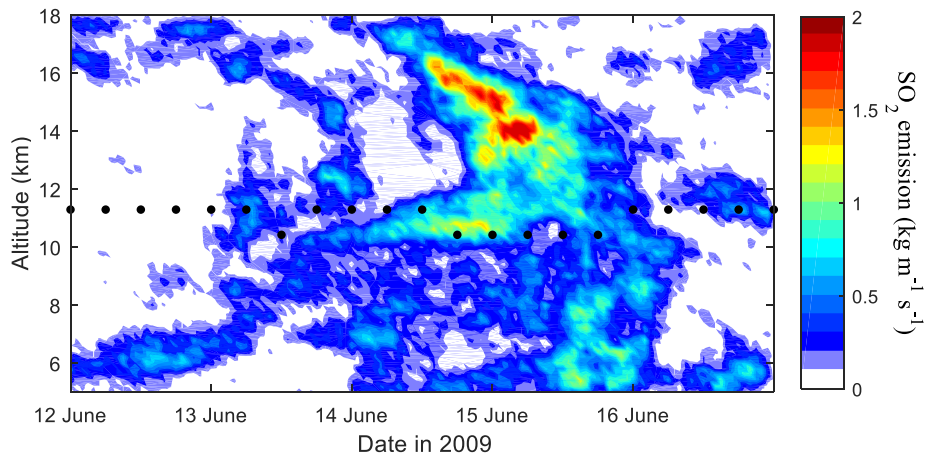 18
16
14
12
10
8
6
Altitude (km)
12 June
13 June
14 June
15 June
16 June
Date in 2009
2
1.5
1
0.5
0
SO2 emission (kg m-1 s-1)